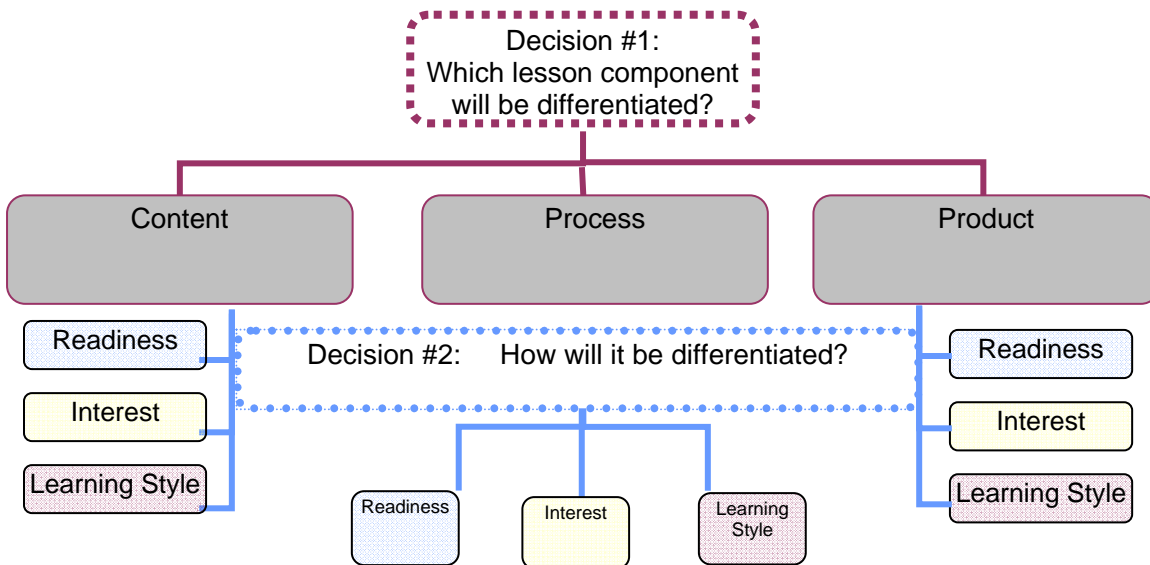 Decision #1:
Which lesson component
will be differentiated?
Content
Process
Product
Readiness
Interest
Learning Style
Decision #2: How will it be differentiated?
Readiness
Interest
Learning
Style
Readiness
Interest
Learning Style